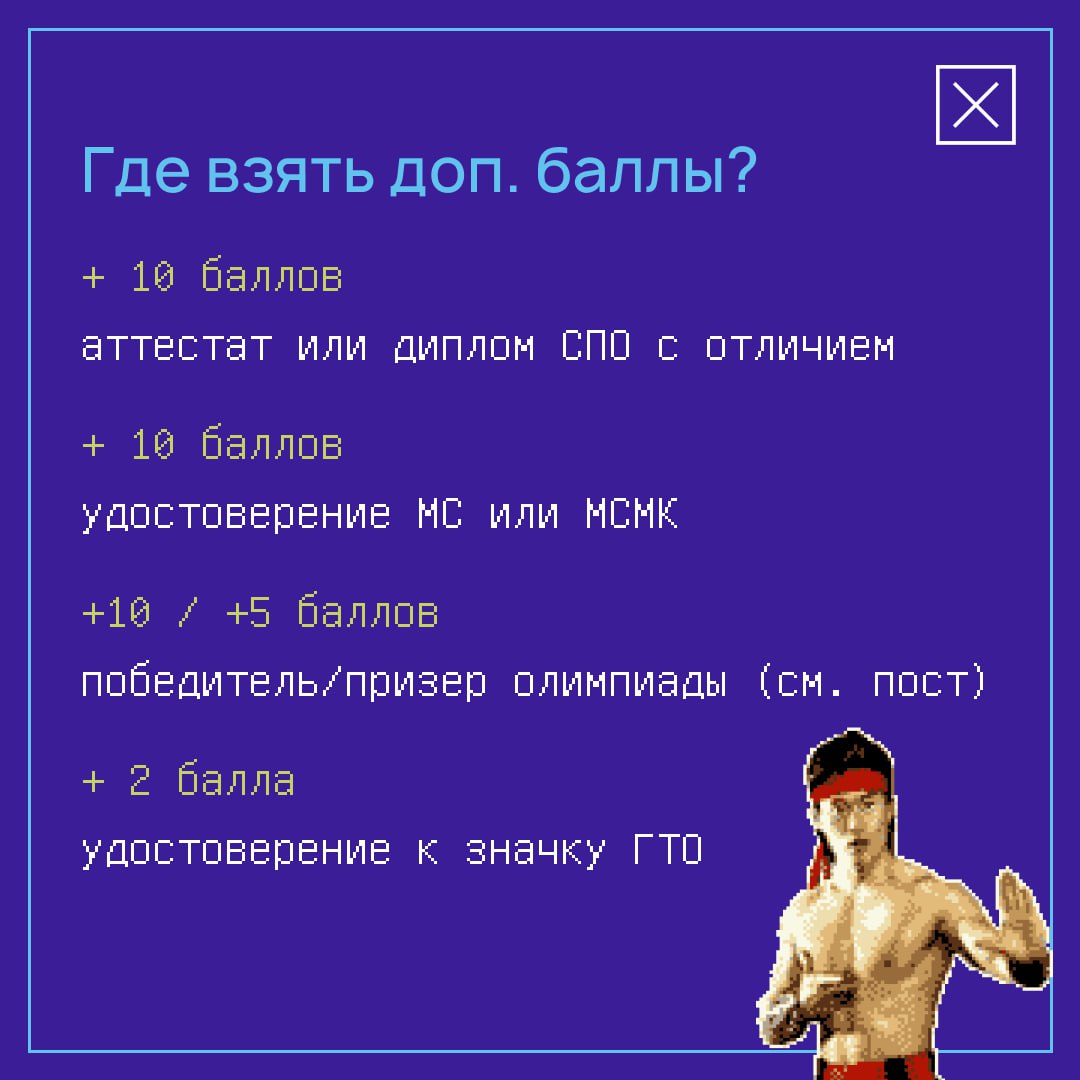 Где взять доп. баллы?
+ 10 баллов
аттестат или диплом СПО с отличием
+ 10 баллов
удостоверение МС или МСМК
+10 / +5 баллов
победитель/призер олимпиады (см. пост)
+ 2 балла
удостоверение к значку ГТО